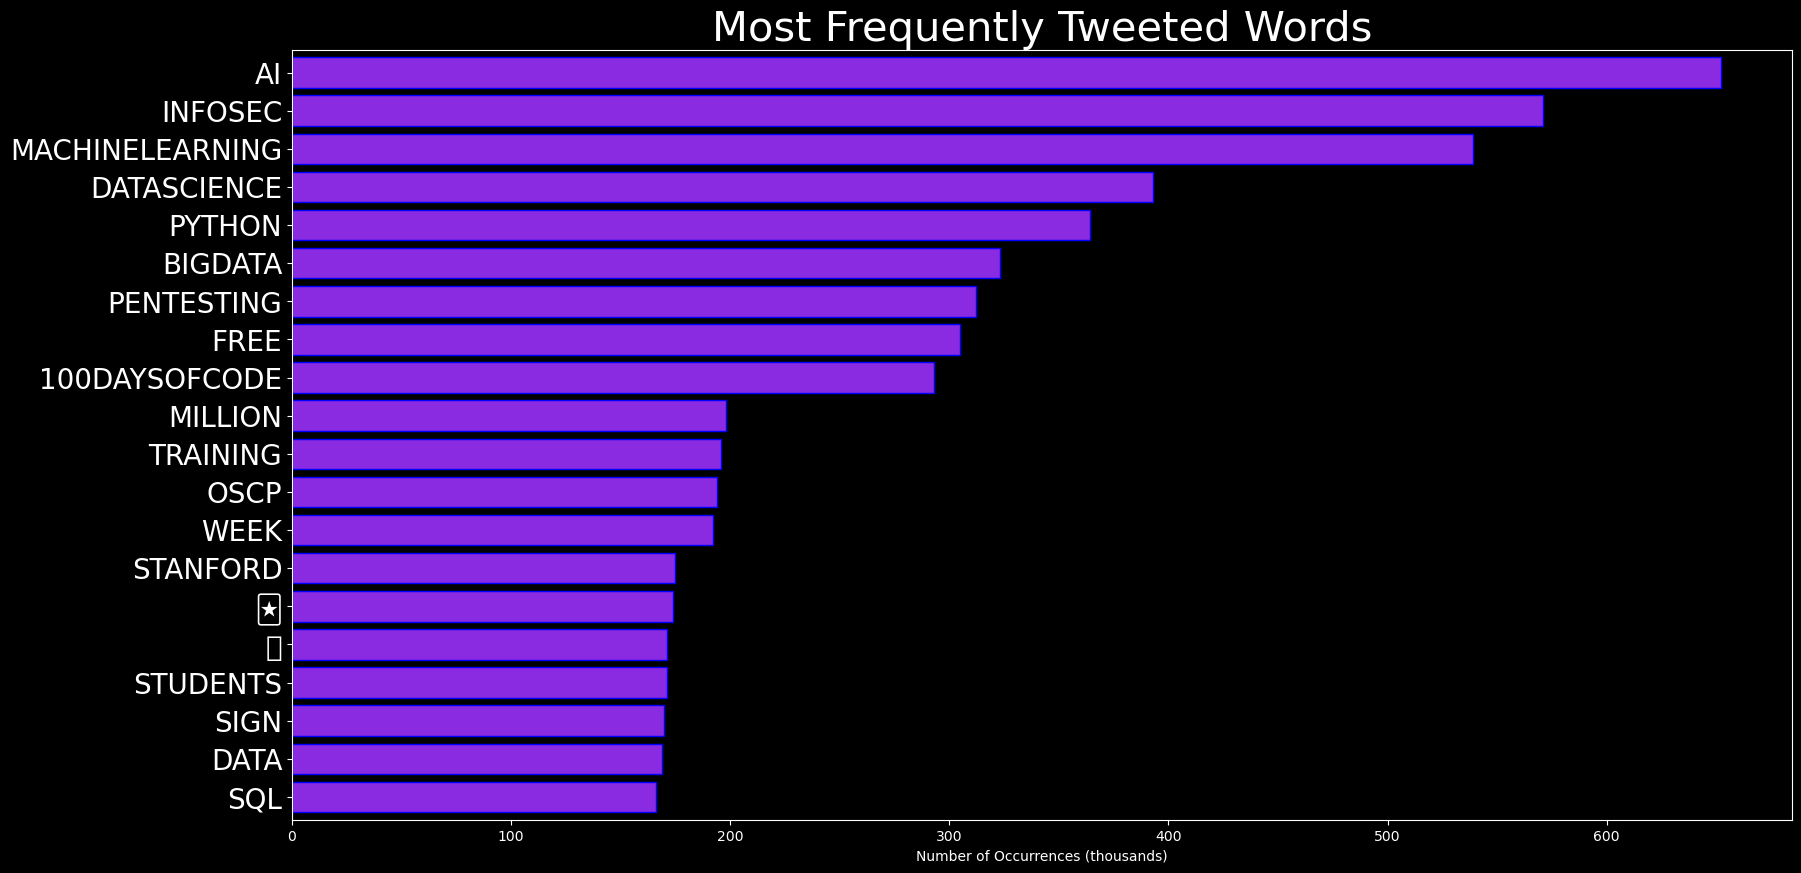 Most Frequently Tweeted Words
AI
INFOSEC
MACHINELEARNING
DATASCIENCE
PYTHON
BIGDATA
PENTESTING
FREE
100DAYSOFCODE
MILLION
TRAINING
OSCP
WEEK
STANFORD
STUDENTS
SIGN
DATA
SQL
0 100 200 300 400 500 600
Number of Occurrences (thousands)